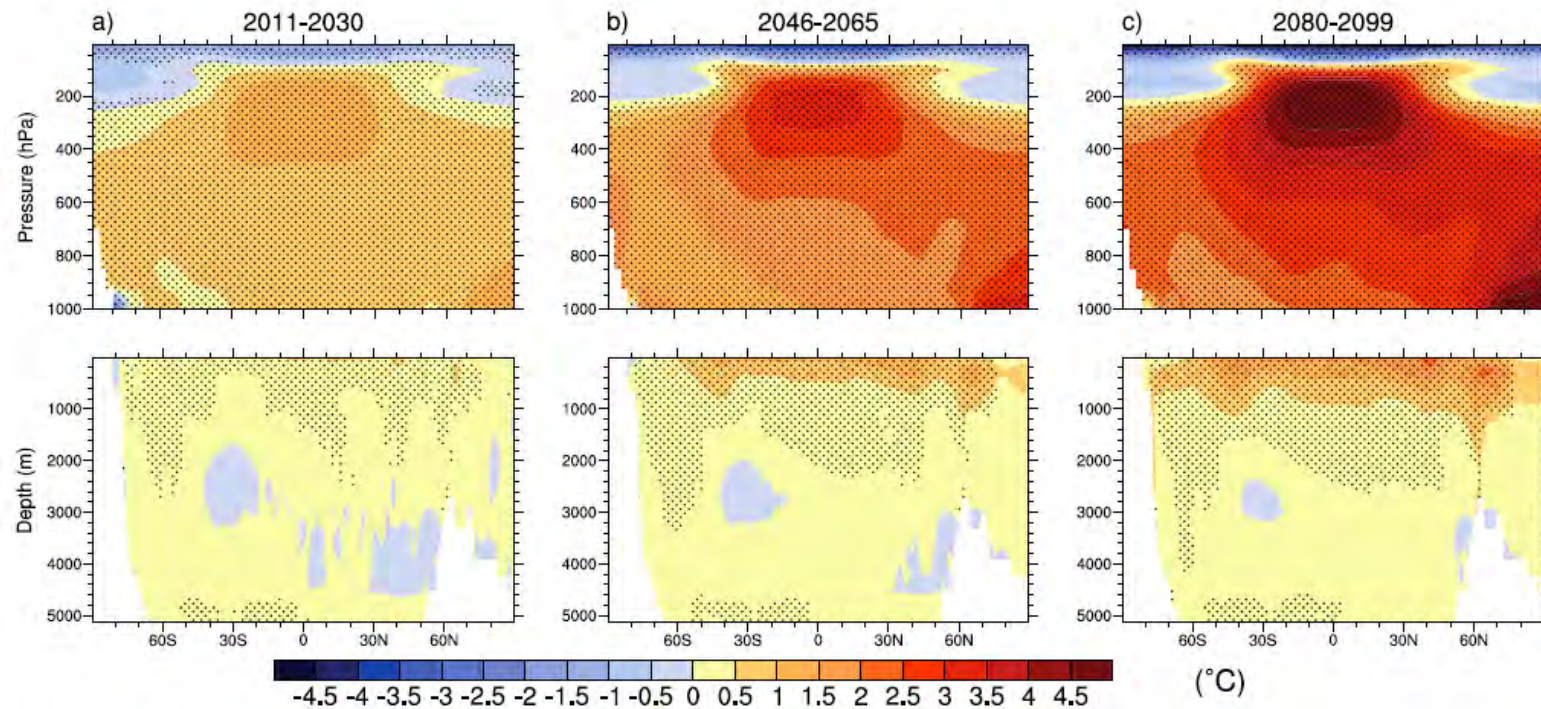 a) 2011-2030 b) 2046-2065 c) 2080-2099
Pressure (hPa)
200 200 200
400 400 400
600 600 600
800 800 800
1000 1000 1000
Depth (m)
1000 1000 1000
2000 2000 2000
3000 3000 3000
4000 4000 4000
5000 5000 5000
60S 30S 0 30N 60N 60S 30S 0 30N 60N 60S 30S 0 30N 60N
-4.5 -4 -3.5 -3 -2.5 -2 -1.5 -1 -0.5 0 0.5 1 1.5 2 2.5 3 3.5 4 4.5 (°C)